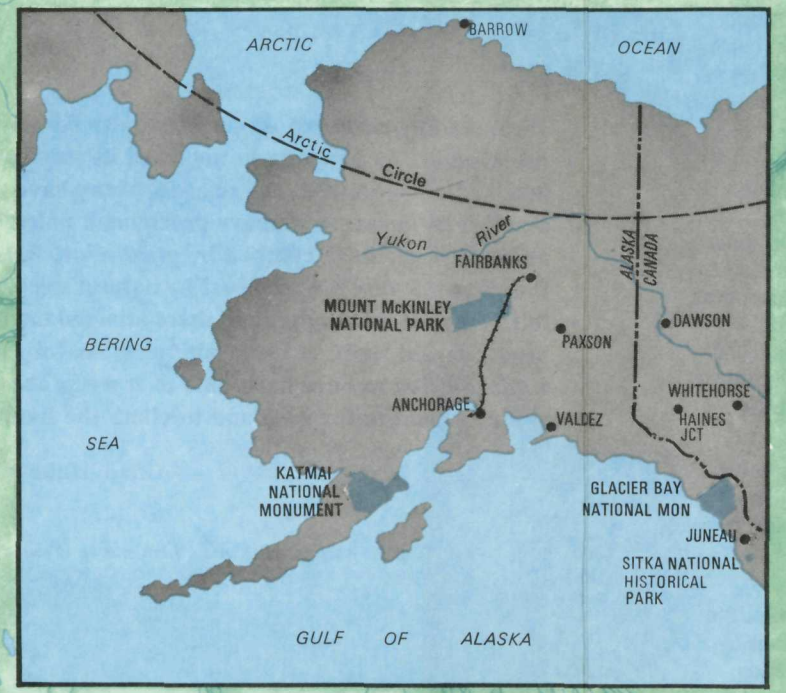 BARROW
ARCTIC
OCEAN
Arctic
Circle
Yukon
River
FAIRBANKS
ALASKA
CANADA
MOUNT McKINLEY
NATIONAL PARK
DAWSON
PAXSON
BERING
SEA
WHITEHORSE
ANCHORAGE
HAINES
JCT
VALDEZ
KATMAI
NATIONAL
MONUMENT
GLACIER BAY
NATIONAL MON
JUNEAU
SITKA NATIONAL
HISTORICAL
PARK
GULF OF ALASKA